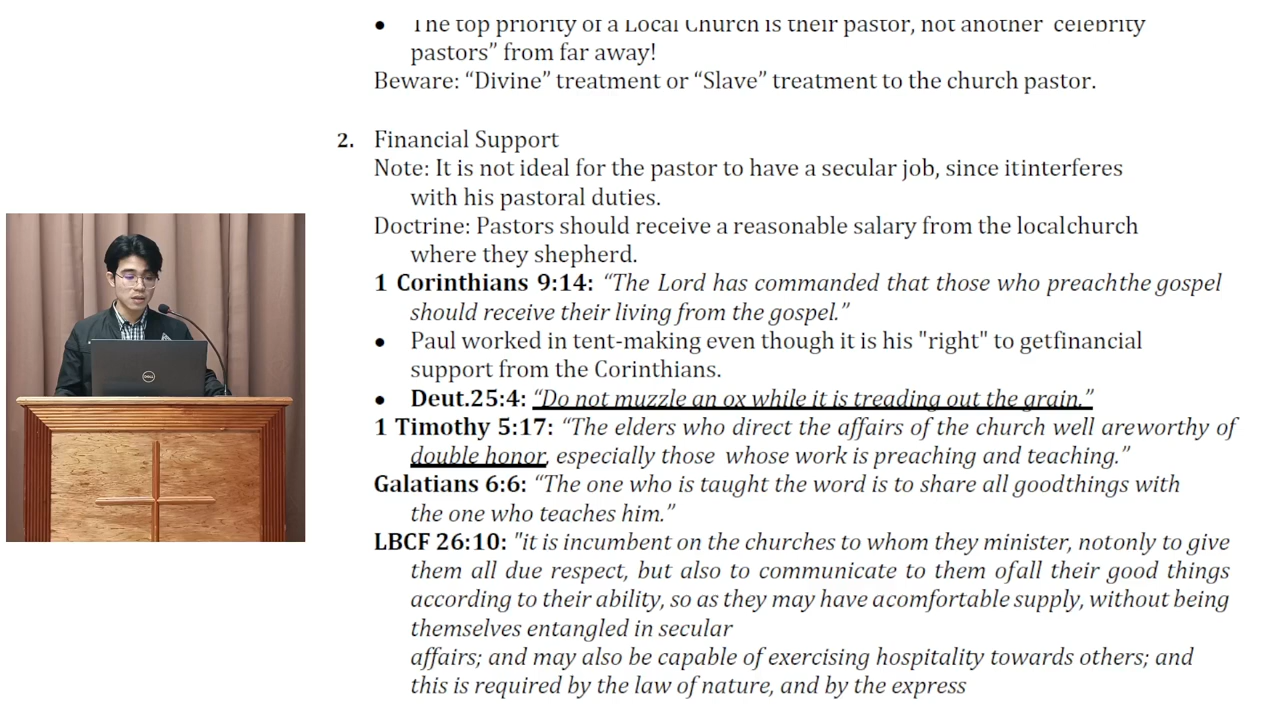 • The top priority of a Local Church is their pastor, not another "celebrity
pastors” from far away!
Beware: “Divine” treatment or “Slave” treatment to the church pastor.
2. Financial Support
Note: It is not ideal for the pastor to have a secular job, since itinterferes
with his pastoral duties.
Doctrine: Pastors should receive a reasonable salary from the localchurch
where they shepherd.
1 Corinthians 9:14: “The Lord has commanded that those who preachthe gospel
should receive their living from the gospel.”
• Paul worked in tent-making even though it is his "right" to getfinancial
support from the Corinthians.
• Deut.25:4: “Do not muzzle an ox while it is treading out the grain.”
1 Timothy 5:17: “The elders who direct the affairs of the church well areworthy of
double honor, especially those whose work is preaching and teaching.”
Galatians 6:6: “The one who is taught the word is to share all goodthings with
the one who teaches him.”
LBCF 26:10: "it is incumbent on the churches to whom they minister, notonly to give
them all due respect, but also to communicate to them ofall their good things
according to their ability, so as they may have acomfortable supply, without being
themselves entangled in secular
affairs; and may also be capable of exercising hospitality towards others; and
this is required by the law of nature, and by the express
DELL